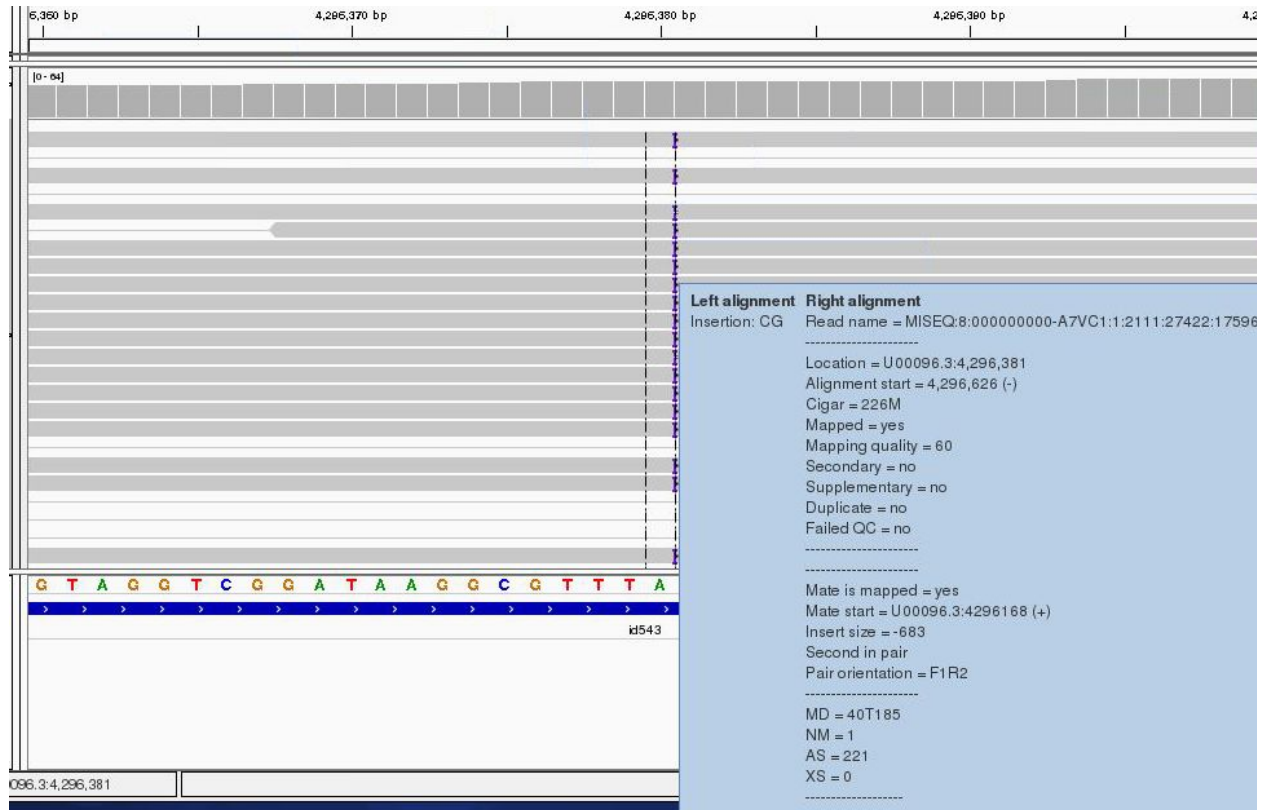 6,360 bp 4,296,370 bp 4,296,380 bp 4,296,390 bp 4,2
[0 - 64]
Left alignment Right alignment
Insertion: CG Read name = MISEQ:8:000000000-A7VC1:1:2111:27422:17596
----------------------
Location = U00096.3:4,296,381
Alignment start = 4,296,626 (-)
Cigar = 226M
Mapped = yes
Mapping quality = 60
Secondary = no
Supplementary = no
Duplicate = no
Failed QC = no
----------------------
----------------------
Mate is mapped = yes
Mate start = U00096.3:4296168 (+)
Insert size = -683
Second in pair
Pair orientation = F1R2
----------------------
MD = 40T185
NM = 1
AS = 221
XS = 0
-------------------
G T A G G T C G G A T A A G G C G T T T A
id543
096.3:4,296,381